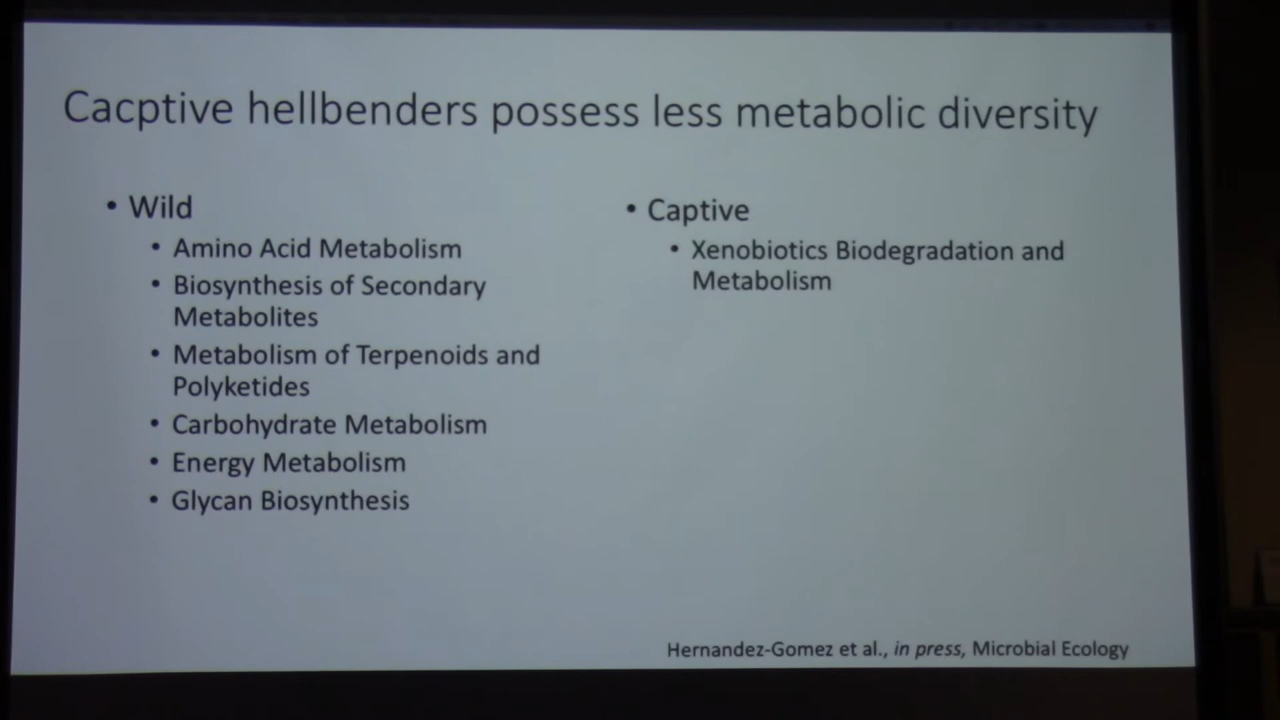 Cacptive hellbenders possess less metabolic diversity
• Wild
• Amino Acid Metabolism
• Biosynthesis of Secondary
Metabolites
• Metabolism of Terpenoids and
Polyketides
• Carbohydrate Metabolism
• Energy Metabolism
• Glycan Biosynthesis
• Captive
• Xenobiotics Biodegradation and
Metabolism
Hernandez-Gomez et al., in press, Microbial Ecology